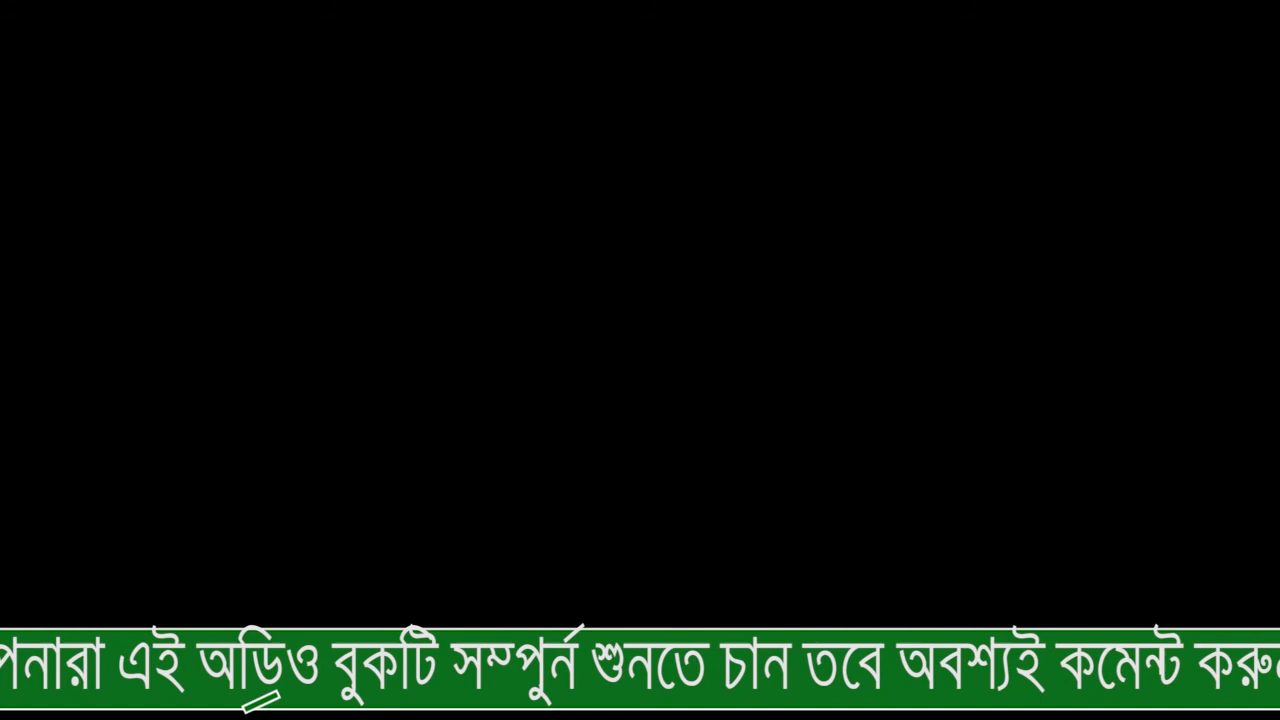 পনারা এই অডিও বুকটি সম্পুর্ন শুনতে চান তবে অবশ্যই কমেন্ট করু